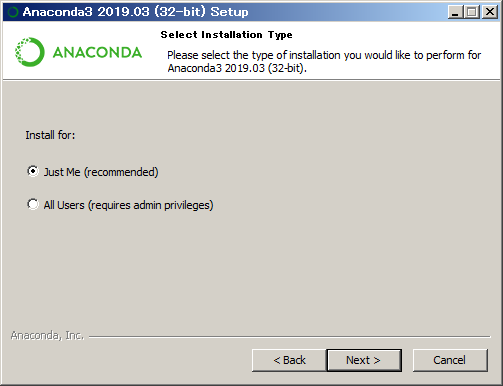 Anaconda3 2019.03 (32-bit) Setup
ANACONDA
Select Installation Type
Please select the type of installation you would like to perform for
Anaconda3 2019.03 (32-bit).
Install for:
Just Me (recommended)
All Users (requires admin privileges)
Anaconda, Inc.
< Back
Next >
Cancel